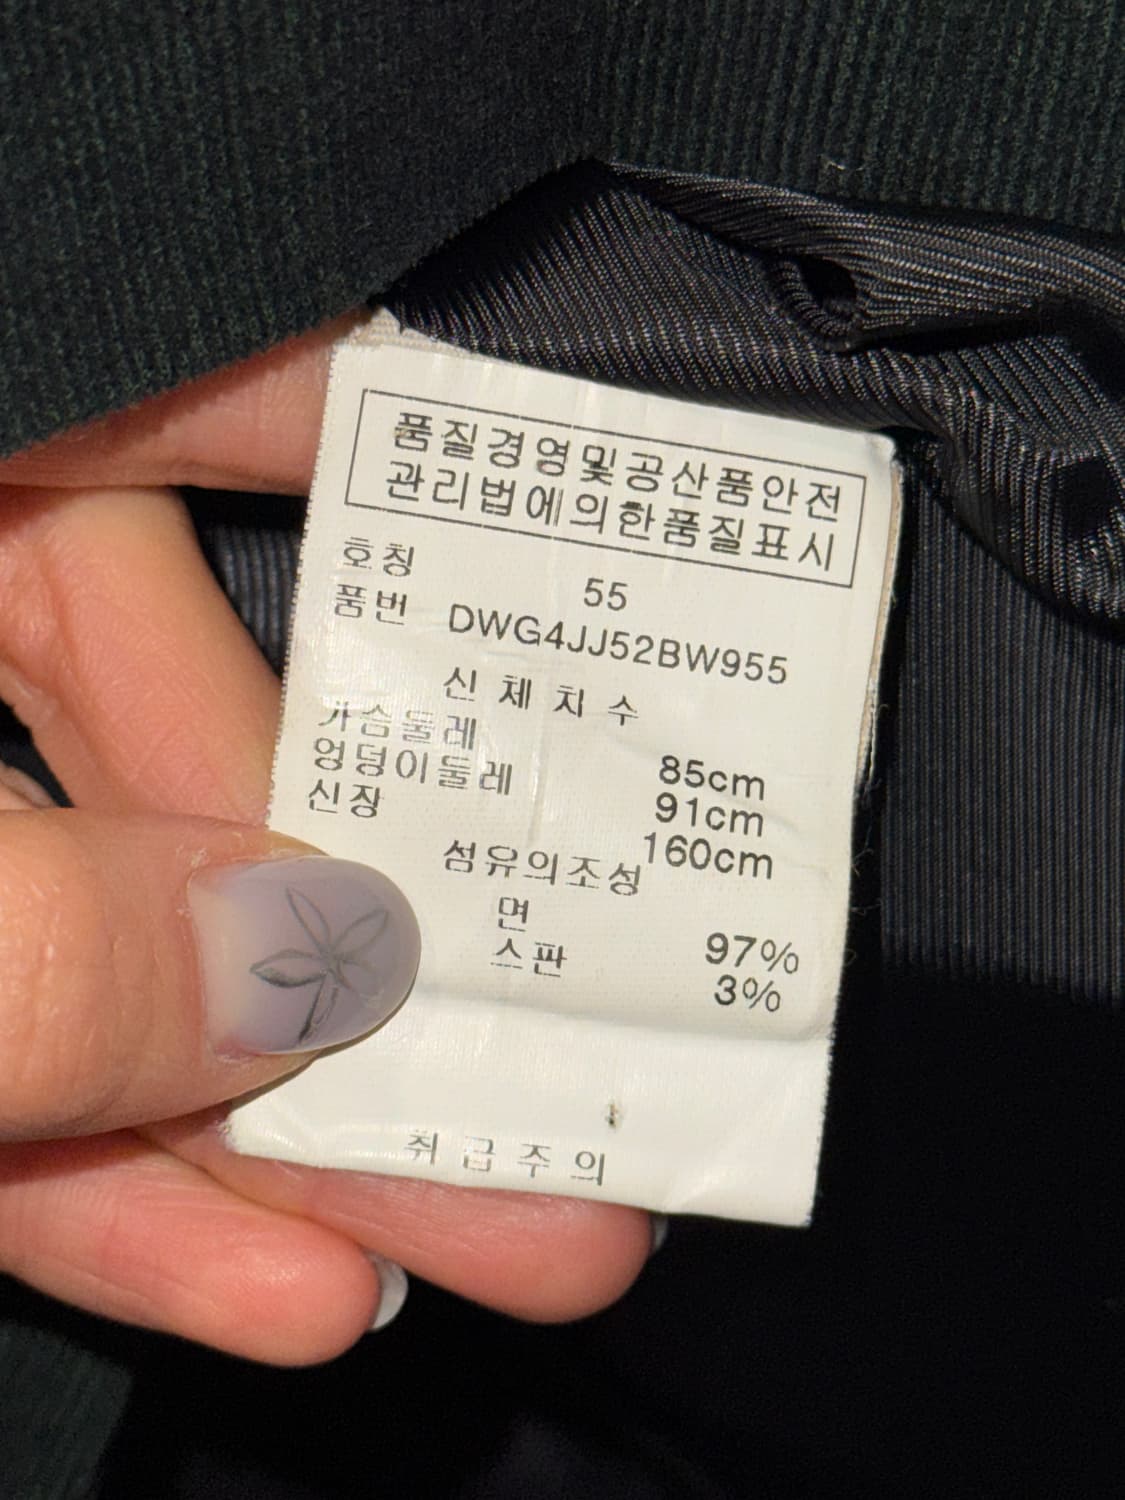 품질경영및공산품안전
관리법에의한품질표시
호칭 55
품번 DWG4JJ52BW955
신체치수
가슴둘레 85cm
엉덩이둘레 91cm
신장 160cm
섬유의조성
면 97%
스판 3%
취급주의